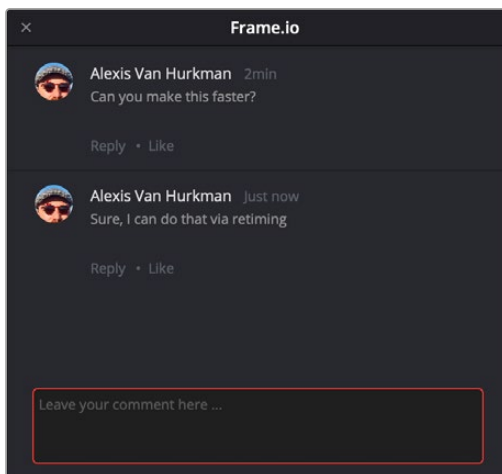 Frame.io
Alexis Van Hurkman 2min
Can you make this faster?
Reply • Like
Alexis Van Hurkman Just now
Sure, I can do that via retiming
Reply • Like
Leave your comment here ...